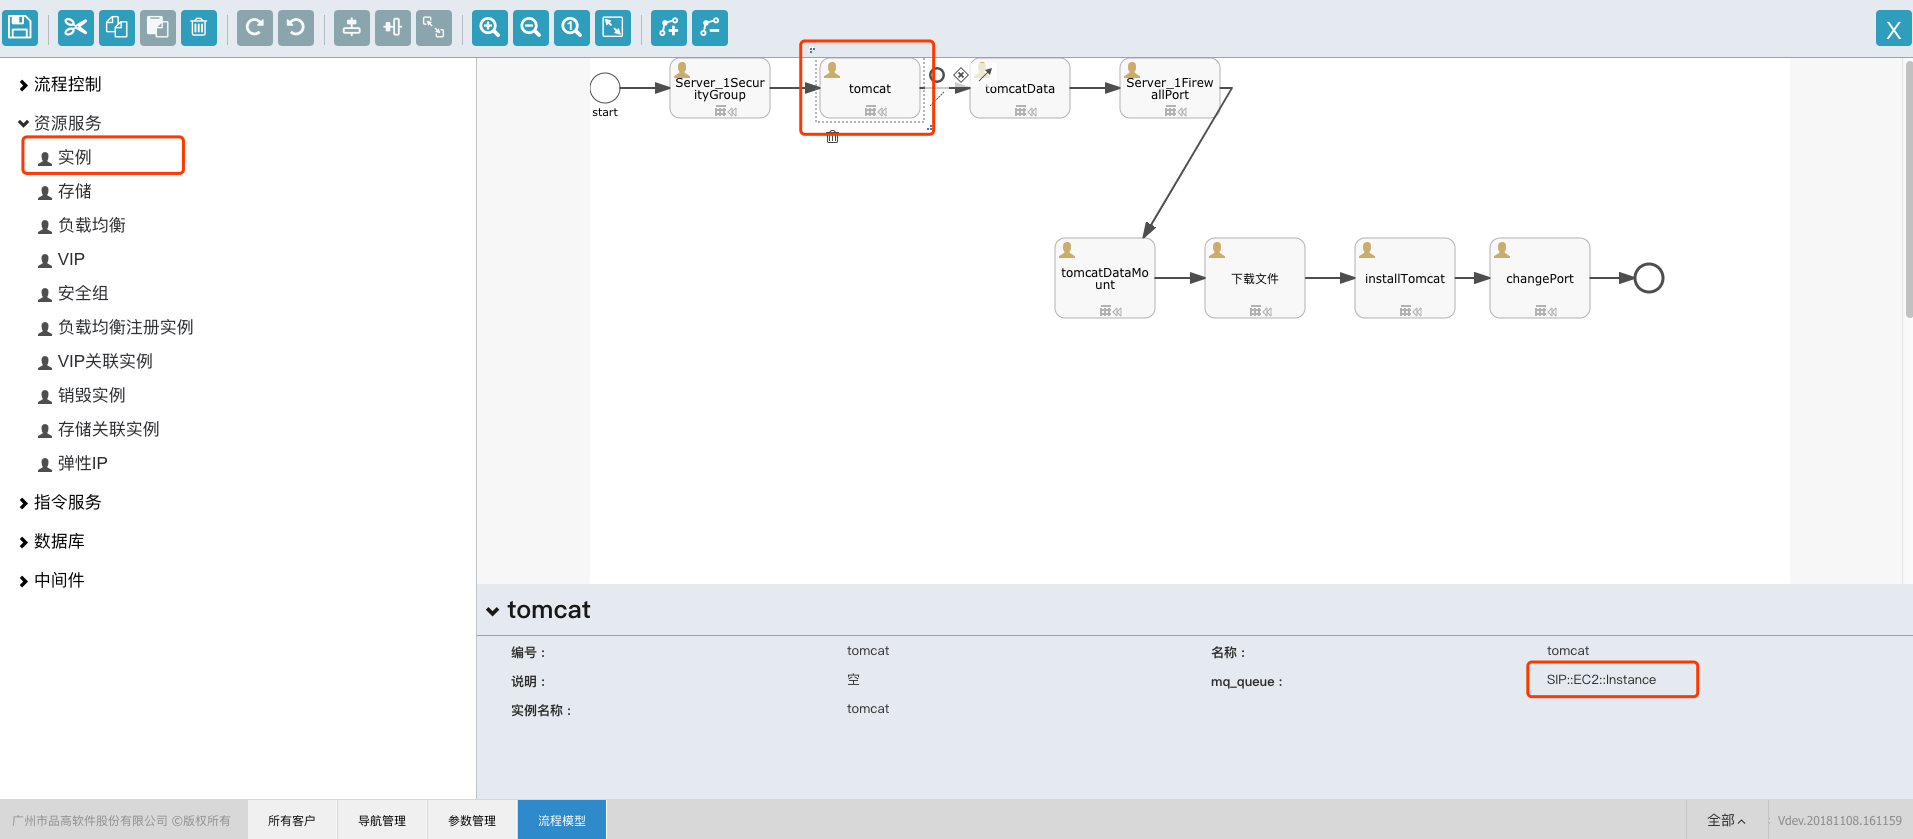 X
流程控制
资源服务
实例
存储
负载均衡
VIP
安全组
负载均衡注册实例
VIP关联实例
销毁实例
存储关联实例
弹性IP
指令服务
数据库
中间件
start
Server_1Secur
ityGroup
tomcat
tomcatData
Server_1Firew
allPort
tomcatDataMo
unt
下载文件
installTomcat
changePort
tomcat
编号：
tomcat
名称：
tomcat
说明：
空
mq_queue：
SIP::EC2::Instance
实例名称：
tomcat
广州市品高软件股份有限公司 ©版权所有
所有客户
导航管理
参数管理
流程模型
全部
Vdev.20181108.161159